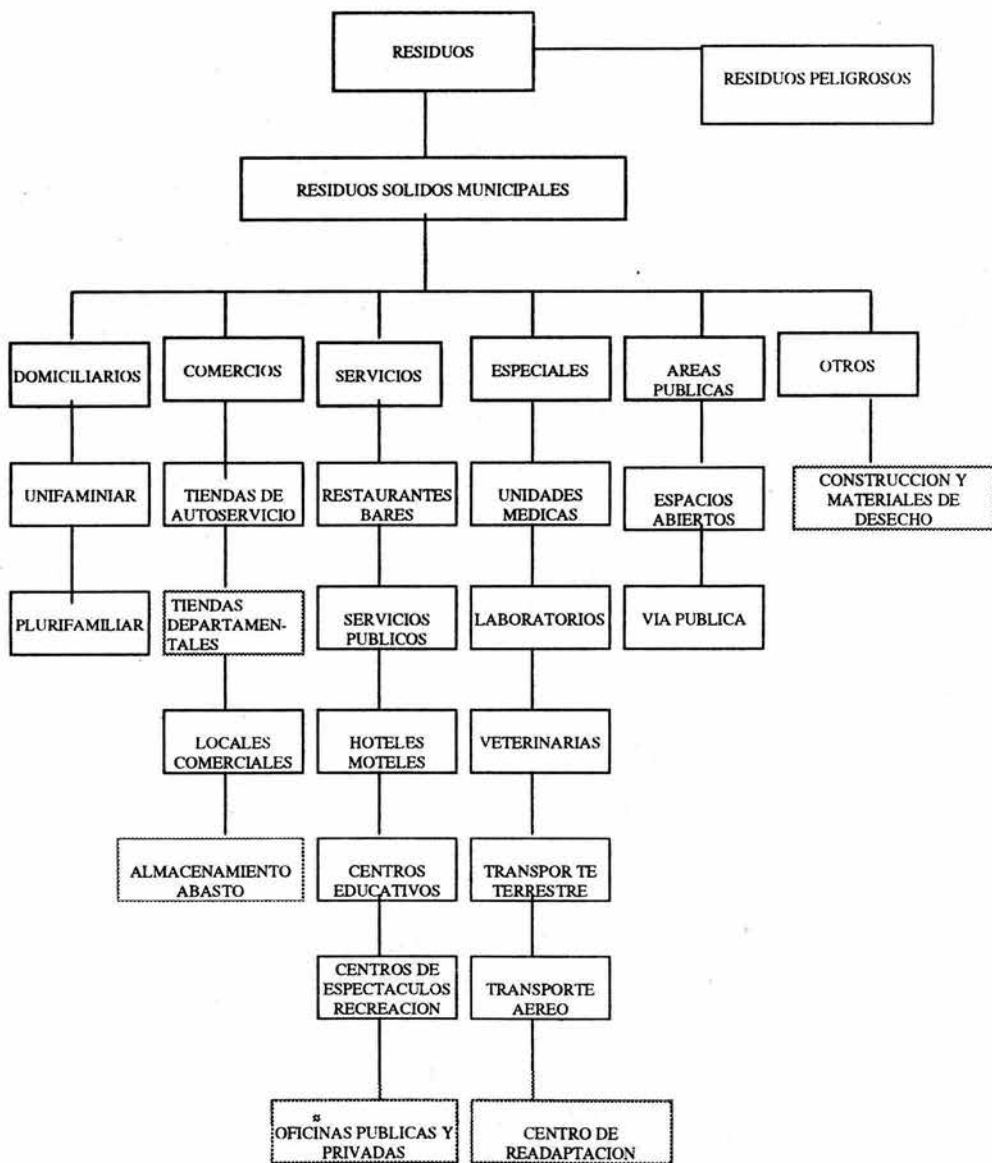 RESIDUOS
RESIDUOS PELIGROSOS
RESIDUOS SOLIDOS MUNICIPALES
DOMICILIARIOS
COMERCIOS
SERVICIOS
ESPECIALES
AREAS
PUBLICAS
OTROS
UNIFAMINIAR
TIENDAS DE
AUTOSERVICIO
RESTAURANTES
BARES
UNIDADES
MEDICAS
ESPACIOS
ABIERTOS
CONSTRUCCION Y
MATERIALES DE
DESECHO
PLURIFAMILIAR
TIENDAS
DEPARTAMEN-
TALES
SERVICIOS
PUBLICOS
LABORATORIOS
VIA PUBLICA
LOCALES
COMERCIALES
HOTELES
MOTELES
VETERINARIAS
ALMACENAMIENTO
ABASTO
CENTROS
EDUCATIVOS
TRANSPOR TE
TERRESTRE
CENTROS DE
ESPECTACULOS
RECREACION
TRANSPORTE
AEREO
OFICINAS PUBLICAS Y
PRIVADAS
CENTRO DE
READAPTACION